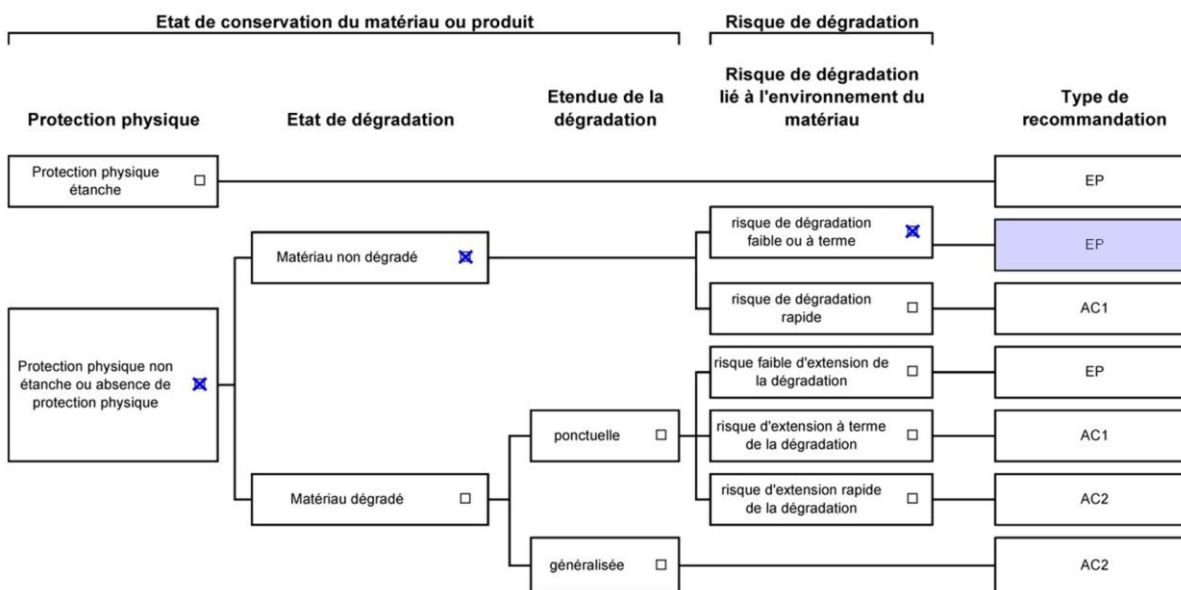 Etat de conservation du matériau ou produit
Risque de dégradation
Protection physique
Etat de dégradation
Etendue de la
dégradation
Risque de dégradation
lié à l'environnement du
matériau
Type de
recommandation
Protection physique
étanche
EP
risque de dégradation
faible ou à terme
EP
Matériau non dégradé
risque de dégradation
rapide
AC1
Protection physique non
étanche ou absence de
protection physique
risque faible d'extension de
la dégradation
EP
ponctuelle
risque d'extension à terme
de la dégradation
AC1
Matériau dégradé
risque d'extension rapide
de la dégradation
AC2
généralisée
AC2